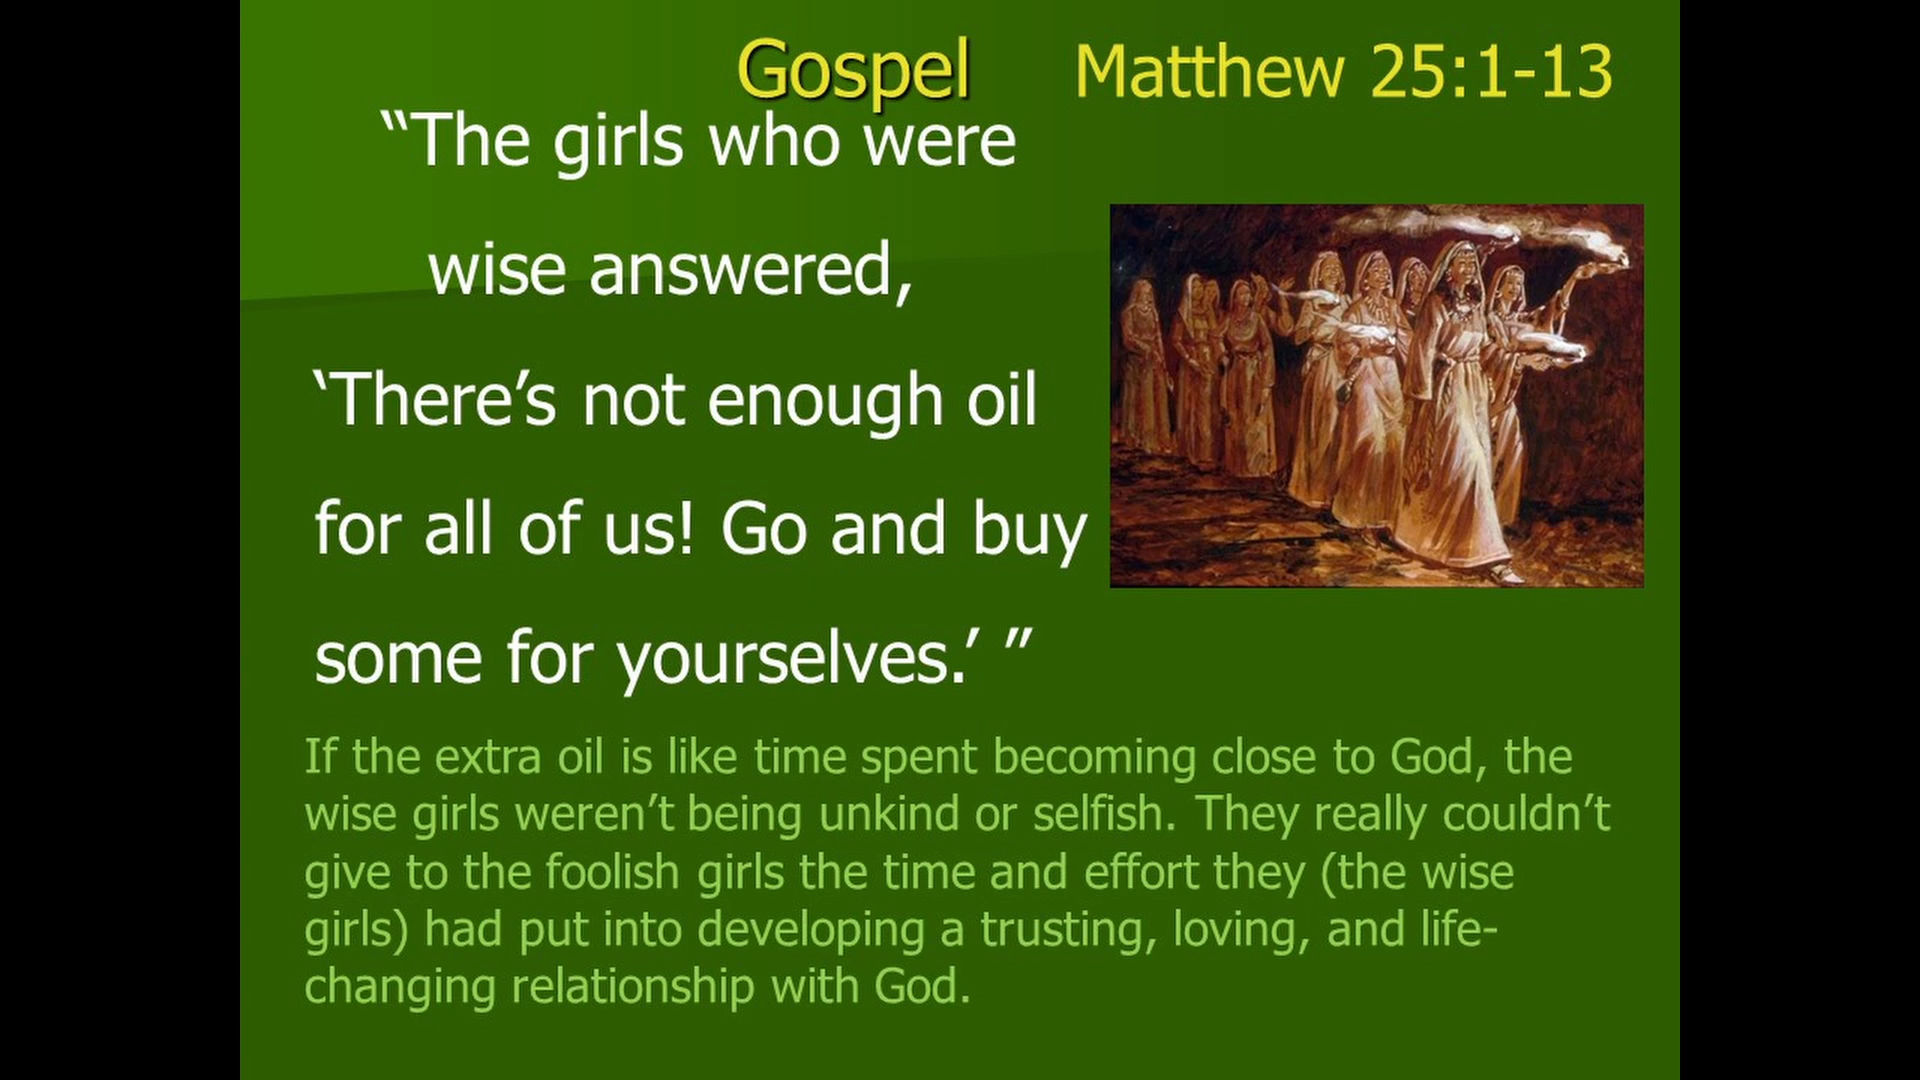 Gospel Matthew 25:1-13
“The girls who were
wise answered,
‘There’s not enough oil
for all of us! Go and buy
some for yourselves.’ ”
If the extra oil is like time spent becoming close to God, the
wise girls weren’t being unkind or selfish. They really couldn’t
give to the foolish girls the time and effort they (the wise
girls) had put into developing a trusting, loving, and life-
changing relationship with God.